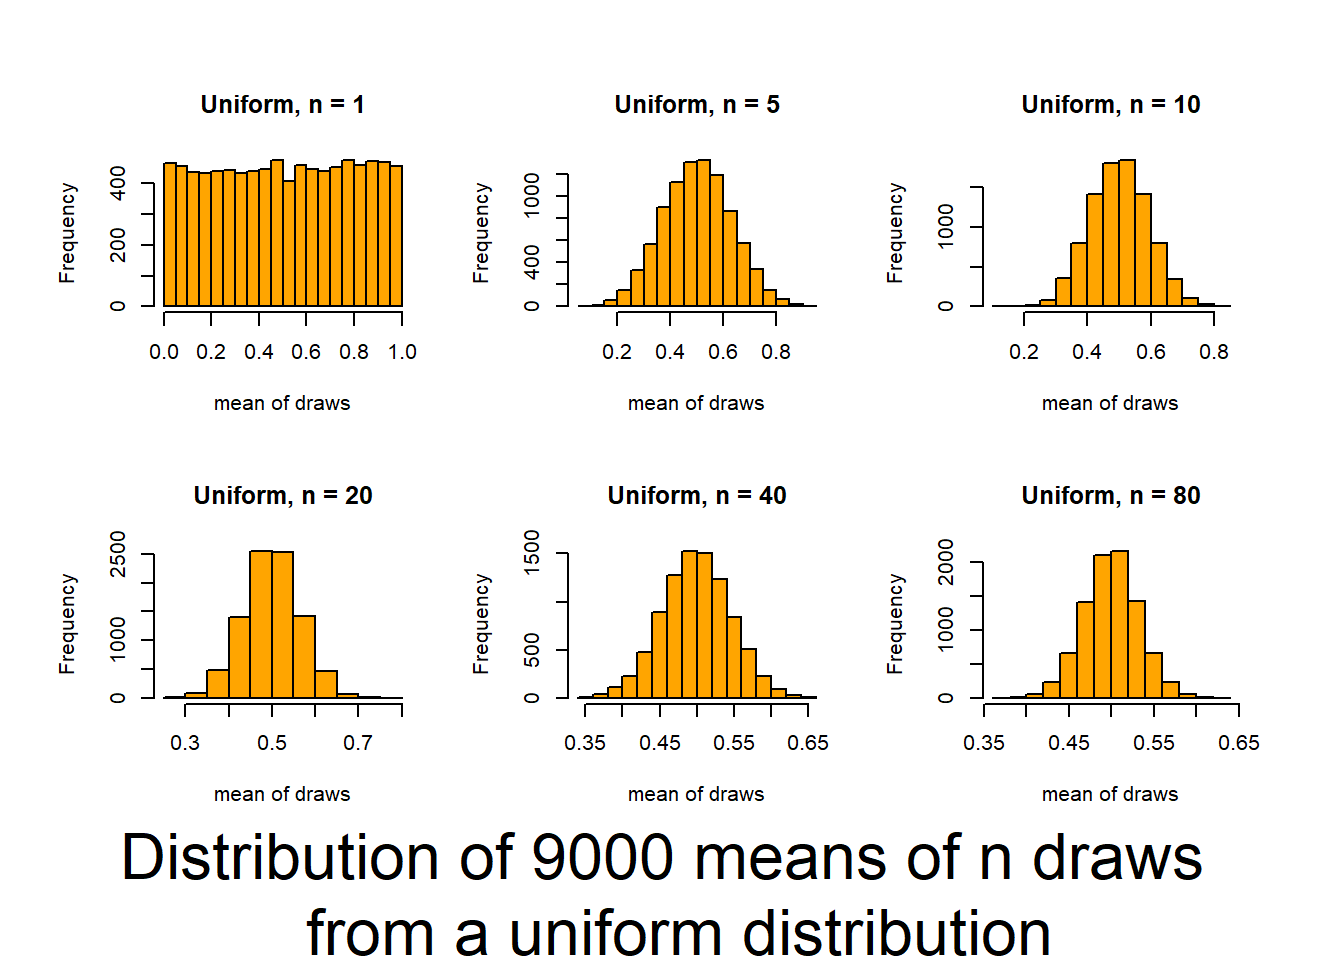 Uniform, n = 1
Frequency
0 200 400
0.0 0.2 0.4 0.6 0.8 1.0
mean of draws
Uniform, n = 5
Frequency
0 400 1000
0.2 0.4 0.6 0.8
mean of draws
Uniform, n = 10
Frequency
0 1000
0.2 0.4 0.6 0.8
mean of draws
Uniform, n = 20
Frequency
0 1000 2500
0.3 0.5 0.7
mean of draws
Uniform, n = 40
Frequency
0 500 1500
0.35 0.45 0.55 0.65
mean of draws
Uniform, n = 80
Frequency
0 1000 2000
0.35 0.45 0.55 0.65
mean of draws
Distribution of 9000 means of n draws
from a uniform distribution